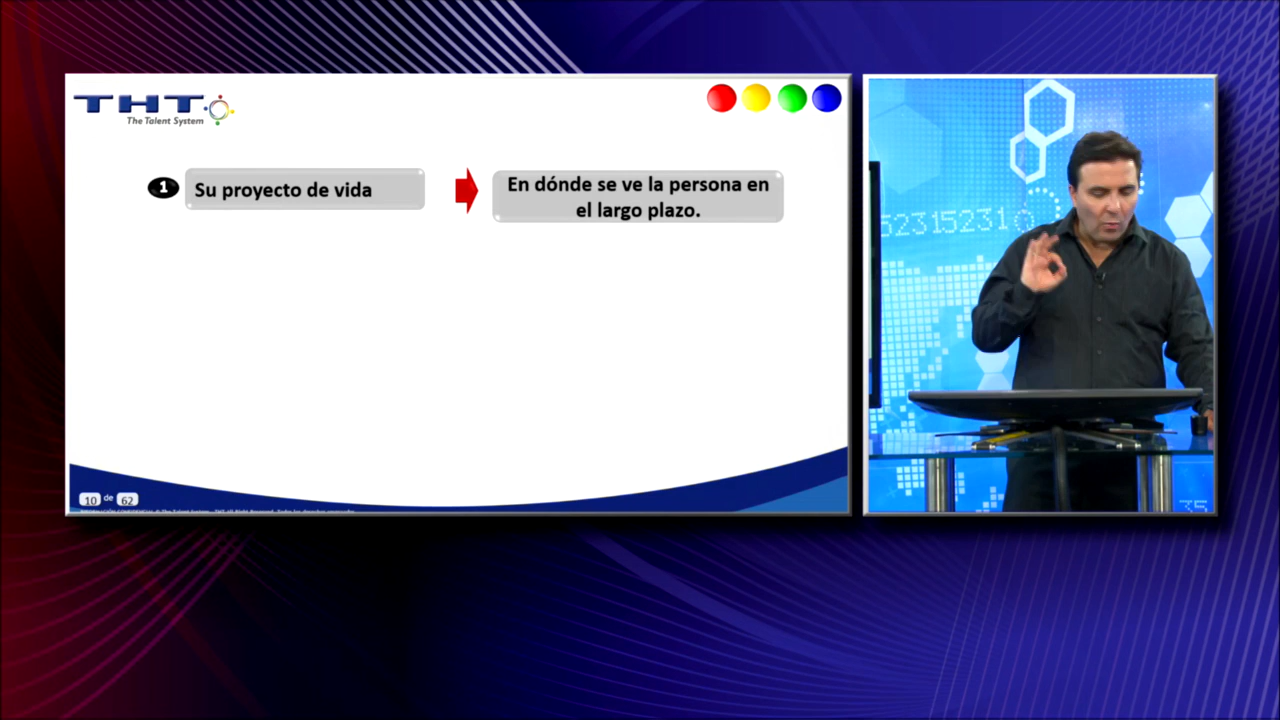 THT
The Talent System
1 Su proyecto de vida
En dónde se ve la persona en
el largo plazo.
10 de 62
523152310